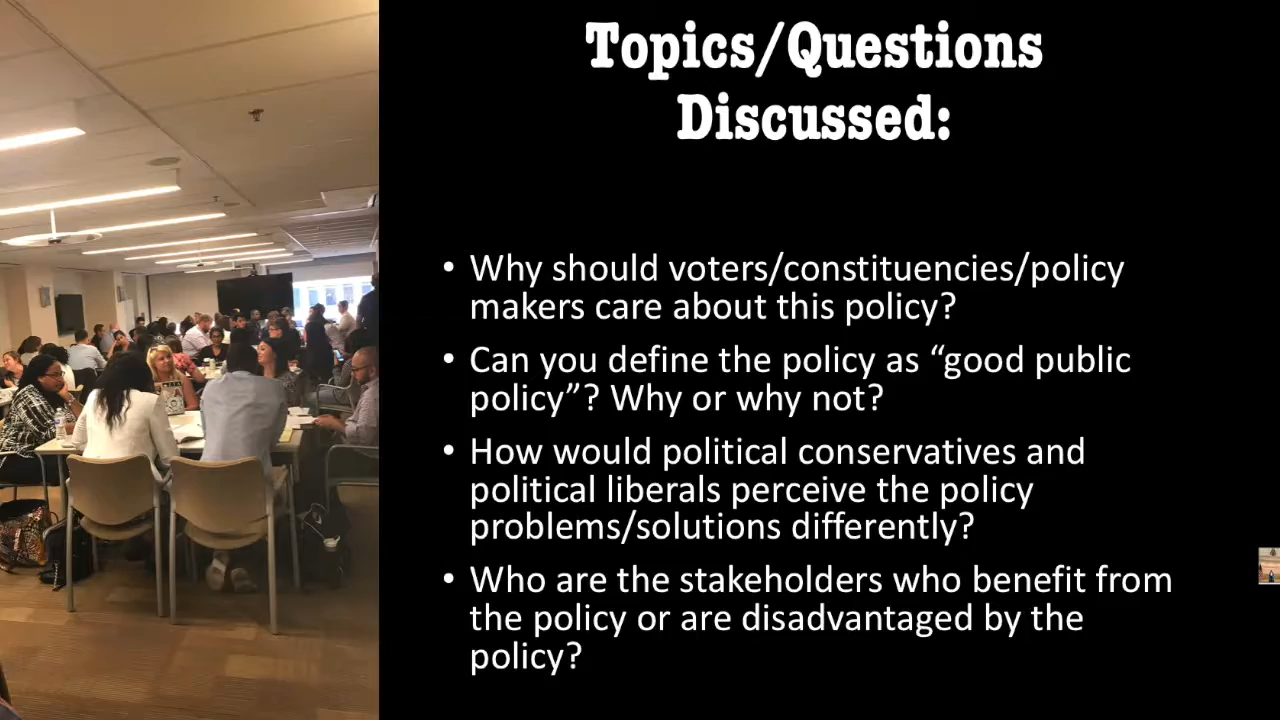 Topics/Questions
Discussed:
• Why should voters/constituencies/policy
makers care about this policy?
• Can you define the policy as “good public
policy”? Why or why not?
• How would political conservatives and
political liberals perceive the policy
problems/solutions differently?
• Who are the stakeholders who benefit from
the policy or are disadvantaged by the
policy?